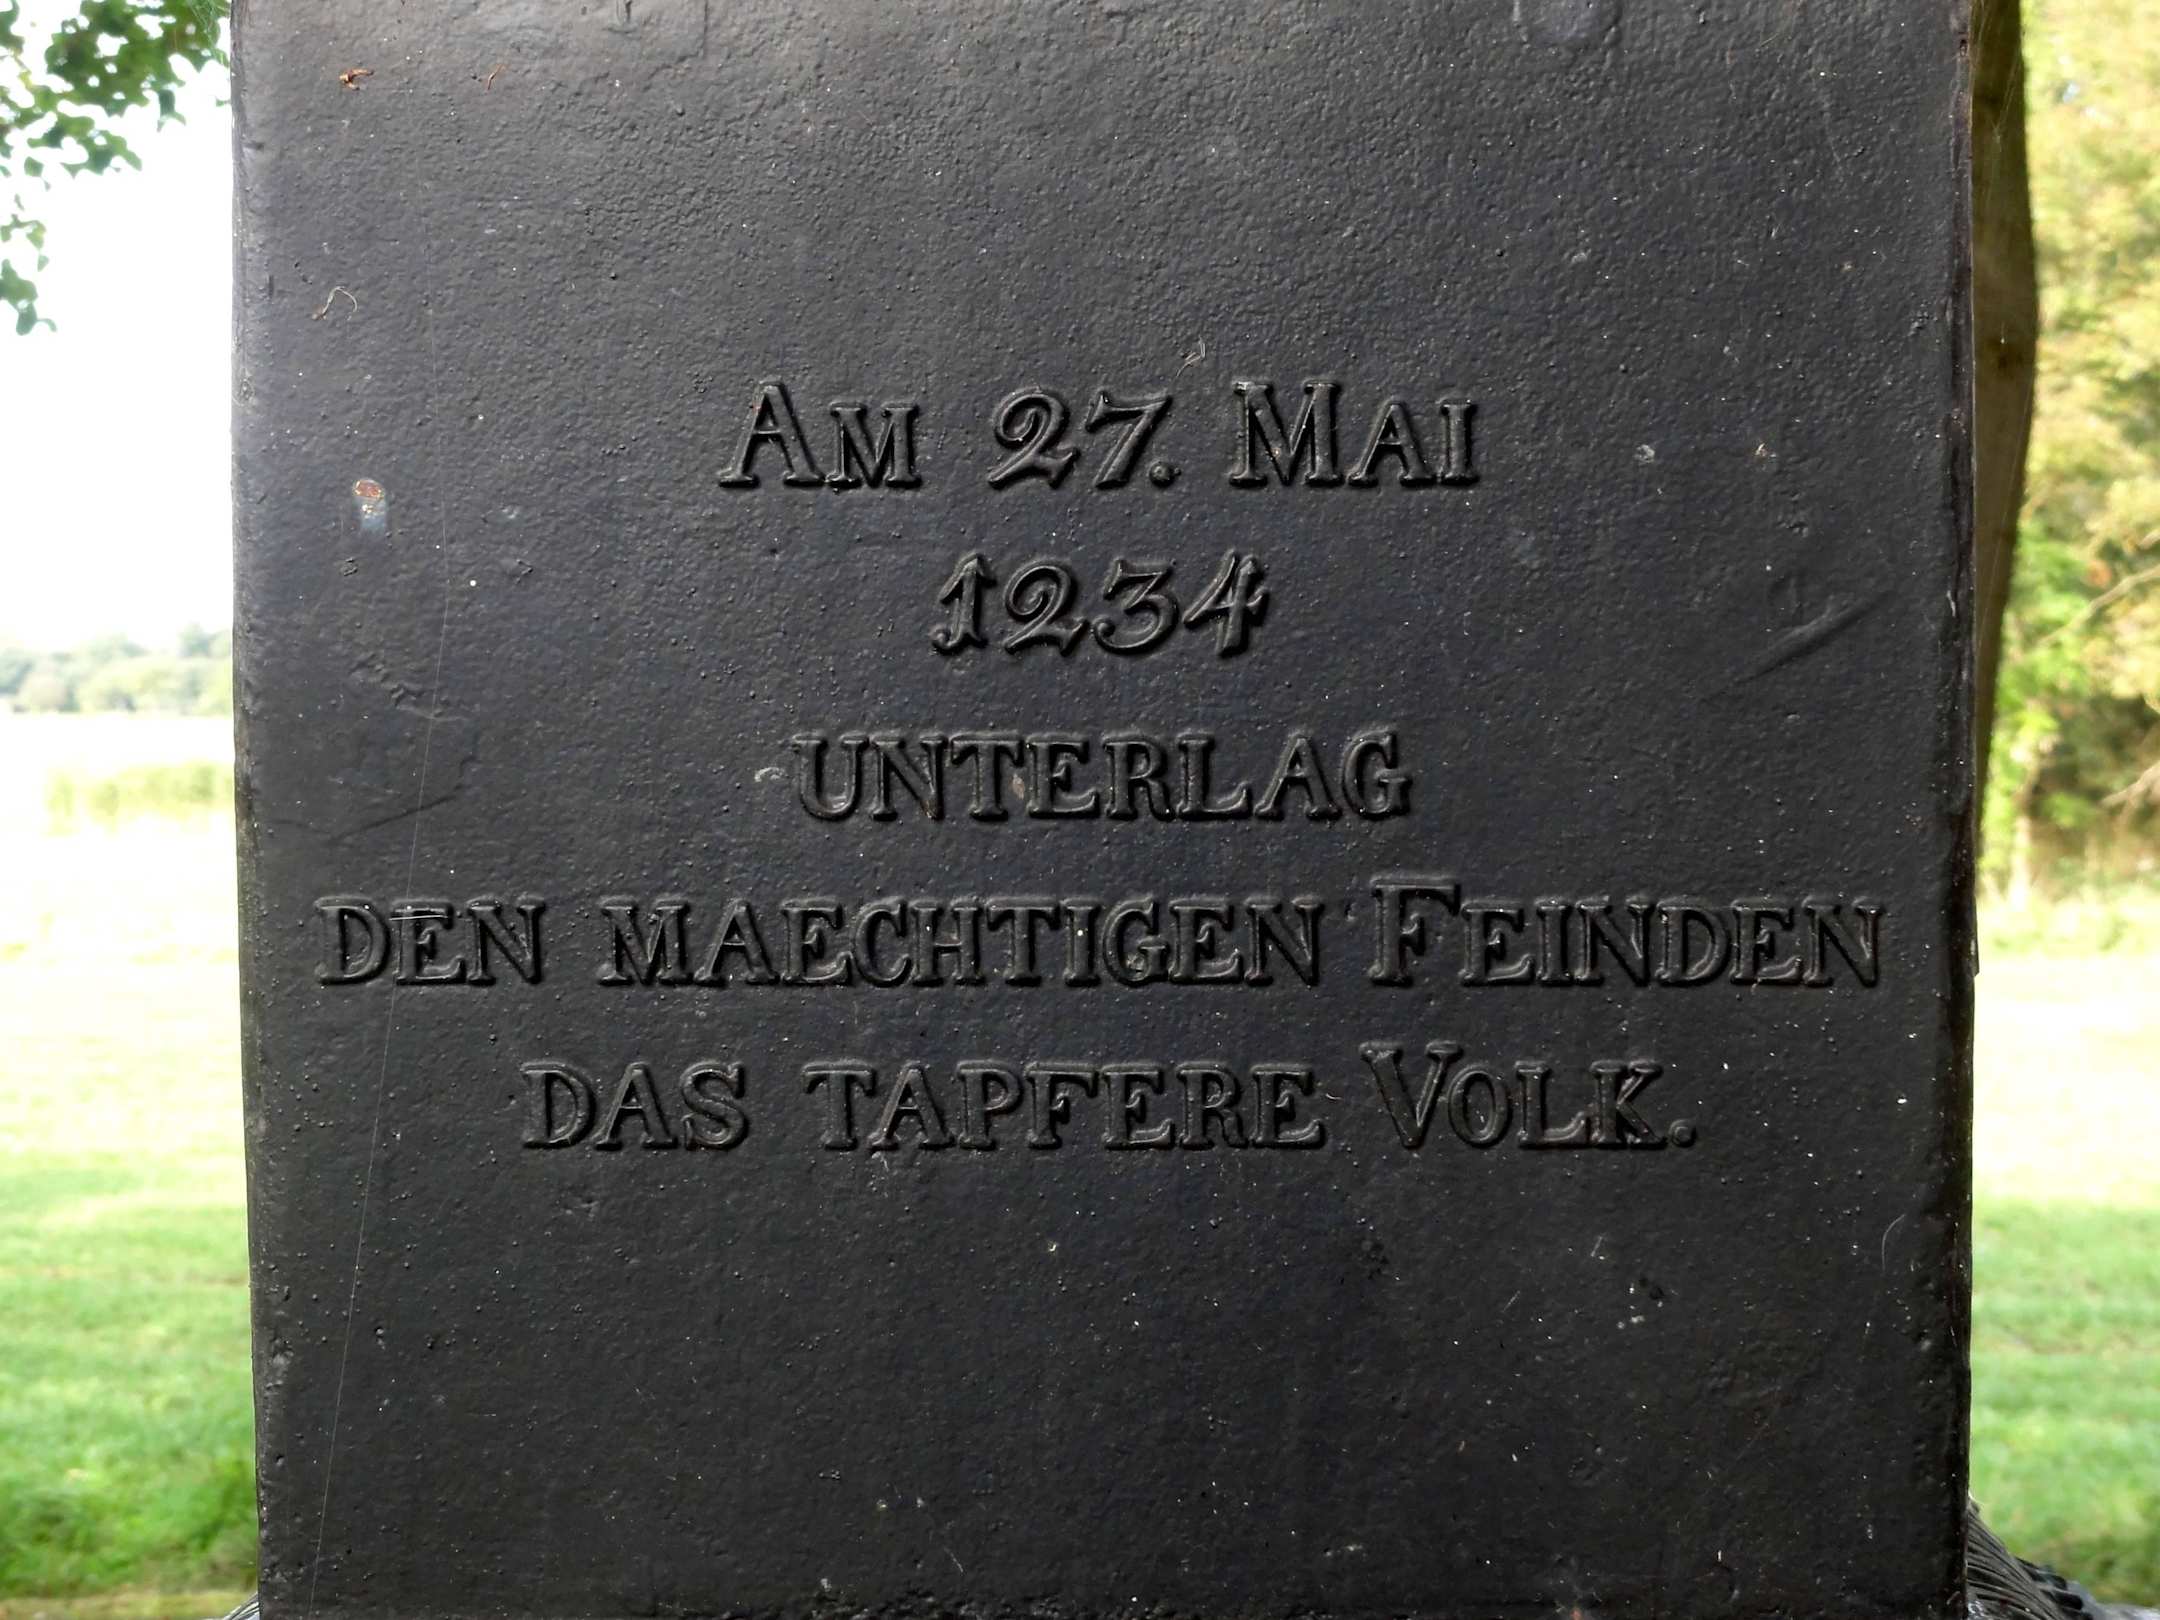 Am 27. Mai
1234
unterlag
den maechtigen Feinden
das tapfere Volk.